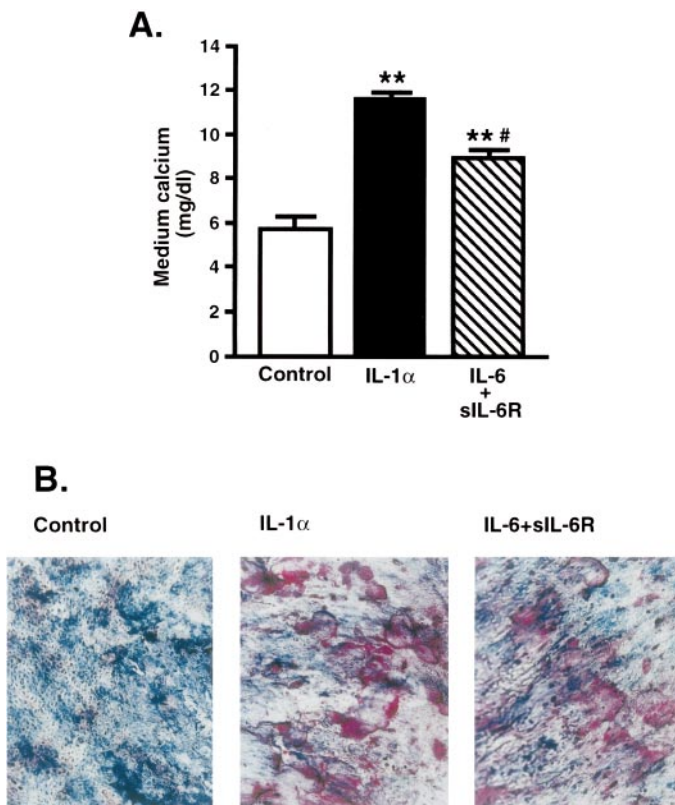 A.
14
12
10
8
6
4
2
0
Medium calcium
(mg/dl)
**
** #
Control
IL-1α
IL-6
+
sIL-6R
B.
Control
IL-1α
IL-6+sIL-6R